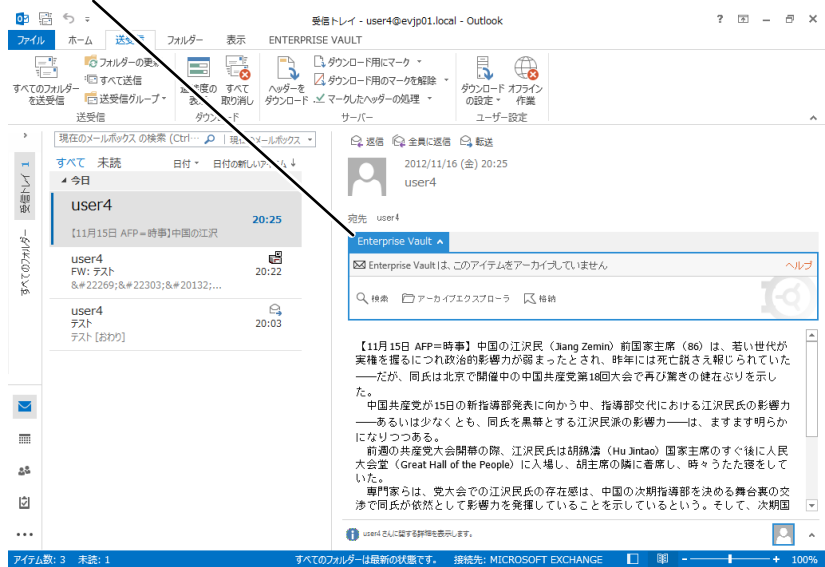 受信トレイ - user4@evjp01.local - Outlook
ファイル ホーム 送受信 フォルダー 表示 ENTERPRISE VAULT
すべてのフォルダーを送受信
フォルダーの更新
すべて送信
送受信グループ
送受信
進捗度の表示
すべて取り消し
ダウンロード
ヘッダーをダウンロード
ダウンロード用にマーク
ダウンロード用のマークを解除
マークしたヘッダーの処理
サーバー
ダウンロードの設定
オフライン作業
ユーザー設定
現在のメールボックス の検索 (Ctrl… 現在のメールボックス
すべて 未読 日付 日付の新しいアイテム↓
今日
user4
20:25
【11月15日 AFP＝時事】中国の江沢
user4
FW: テスト 20:22
&#22269;&#22303;&#20132;...
user4
テスト 20:03
テスト [おわり]
受信トレイ 1
すべてのフォルダー
返信 全員に返信 転送
2012/11/16 (金) 20:25
user4
宛先 user4
Enterprise Vault
Enterprise Vault は、このアイテムをアーカイブしていません ヘルプ
検索 アーカイブエクスプローラ 格納
【11月15日 AFP＝時事】中国の江沢民（Jiang Zemin）前国家主席（86）は、若い世代が
実権を握るにつれ政治的影響力が弱まったとされ、昨年には死亡説さえ報じられていた
――だが、同氏は北京で開催中の中国共産党第18回大会で再び驚きの健在ぶりを示し
た。
中国共産党が15日の新指導部発表に向かう中、指導部交代における江沢民氏の影響力
――あるいは少なくとも、同氏を黒幕とする江沢民派の影響力――は、ますます明らか
になりつつある。
前週の共産党大会開幕の際、江沢民氏は胡錦濤（Hu Jintao）国家主席のすぐ後に人民
大会堂（Great Hall of the People）に入場し、胡主席の隣に着席し、時々うたた寝をして
いた。
専門家らは、党大会での江沢民氏の存在感は、中国の次期指導部を決める舞台裏の交
渉で同氏が依然として影響力を発揮していることを示しているという。そして、次期国
user4 さんに関する詳細を表示します。
アイテム数: 3 未読: 1 すべてのフォルダーは最新の状態です。 接続先: MICROSOFT EXCHANGE 100%